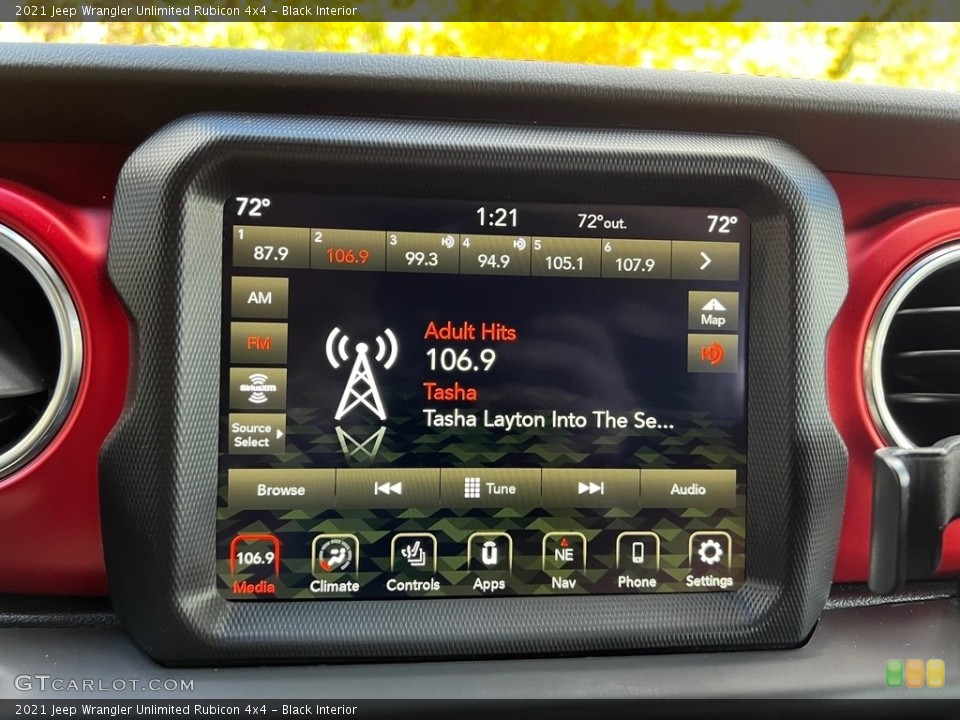 2021 Jeep Wrangler Unlimited Rubicon 4x4 - Black Interior
72° 1:21 72°out. 72°
1 87.9 2 106.9 3 99.3 4 94.9 5 105.1 6 107.9
AM
Map
FM
HD
SiriusXM
Source
Select
Adult Hits
106.9
Tasha
Tasha Layton Into The Se...
Browse Tune Audio
106.9 NE
Media Climate Controls Apps Nav Phone Settings
GTCARLOT.COM
2021 Jeep Wrangler Unlimited Rubicon 4x4 - Black Interior